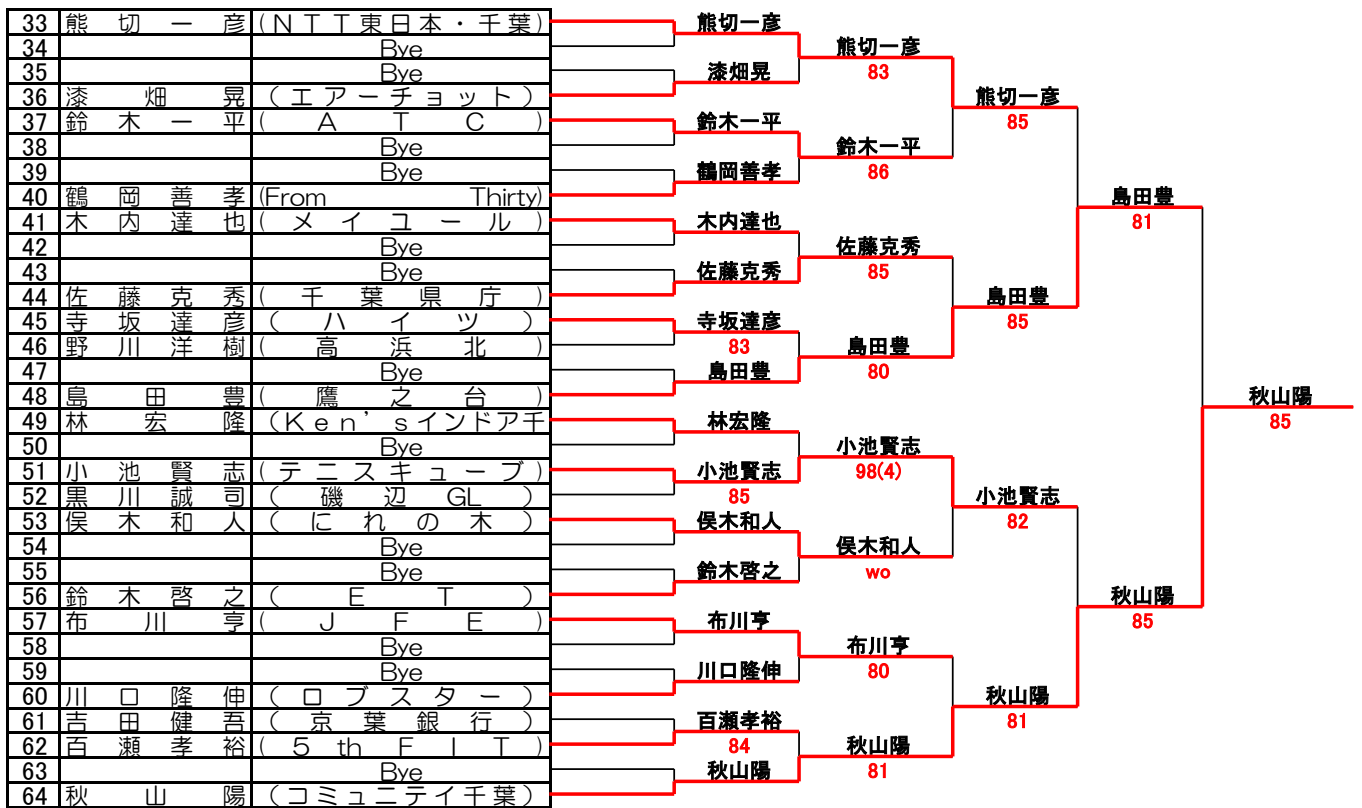 33 熊切一彦 (NTT東日本・千葉)
34 Bye
35 Bye
36 漆畑晃 (エアーチョット)
37 鈴木一平 (ATC)
38 Bye
39 Bye
40 鶴岡善孝 (From Thirty)
41 木内達也 (メイユール)
42 Bye
43 Bye
44 佐藤克秀 (千葉県庁)
45 寺坂達彦 (ハイツ)
46 野川洋樹 (高浜北)
47 Bye
48 島田豊 (鷹之台)
49 林宏隆 (Ken'sインドア千
50 Bye
51 小池賢志 (テニスキューブ)
52 黒川誠司 (磯辺GL)
53 俣木和人 (にれの木)
54 Bye
55 Bye
56 鈴木啓之 (ET)
57 布川亨 (JFE)
58 Bye
59 Bye
60 川口隆伸 (ロブスター)
61 吉田健吾 (京葉銀行)
62 百瀬孝裕 (5th FIT)
63 Bye
64 秋山陽 (コミュニテイ千葉)
熊切一彦
漆畑晃
鈴木一平
鶴岡善孝
木内達也
佐藤克秀
寺坂達彦
83
島田豊
林宏隆
小池賢志
85
俣木和人
鈴木啓之
布川亨
川口隆伸
百瀬孝裕
84
秋山陽
熊切一彦
83
鈴木一平
86
佐藤克秀
85
島田豊
80
小池賢志
98(4)
俣木和人
wo
布川亨
80
秋山陽
81
熊切一彦
85
島田豊
85
小池賢志
82
秋山陽
81
島田豊
81
秋山陽
85
秋山陽
85